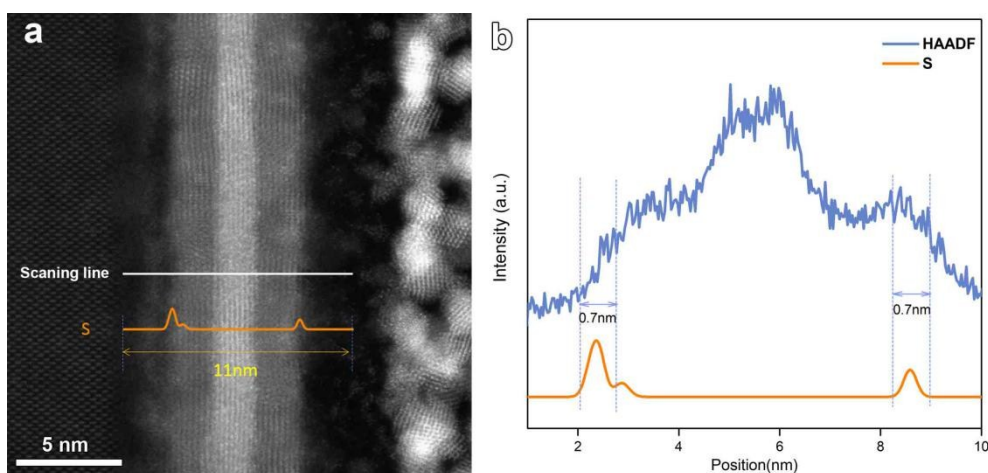 a
Scaning line
S
11nm
5 nm
b
HAADF
S
Intensity (a.u.)
0.7nm
0.7nm
2
4
6
8
10
Position(nm)